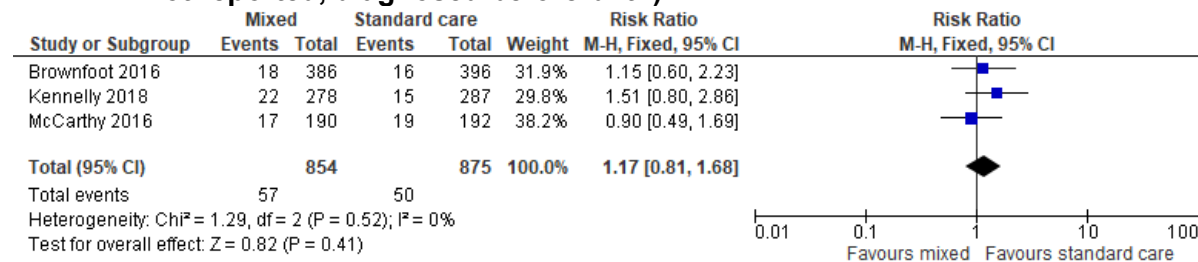 Mixed Standard care Risk Ratio Risk Ratio
Study or Subgroup Events Total Events Total Weight M-H, Fixed, 95% CI M-H, Fixed, 95% CI
Brownfoot 2016 18 386 16 396 31.9% 1.15 [0.60, 2.23]
Kennelly 2018 22 278 15 287 29.8% 1.51 [0.80, 2.86]
McCarthy 2016 17 190 19 192 38.2% 0.90 [0.49, 1.69]
Total (95% CI) 854 875 100.0% 1.17 [0.81, 1.68]
Total events 57 50
Heterogeneity: Chi² = 1.29, df = 2 (P = 0.52); I² = 0%
Test for overall effect: Z = 0.82 (P = 0.41)
0.01 0.1 1 10 100
Favours mixed Favours standard care